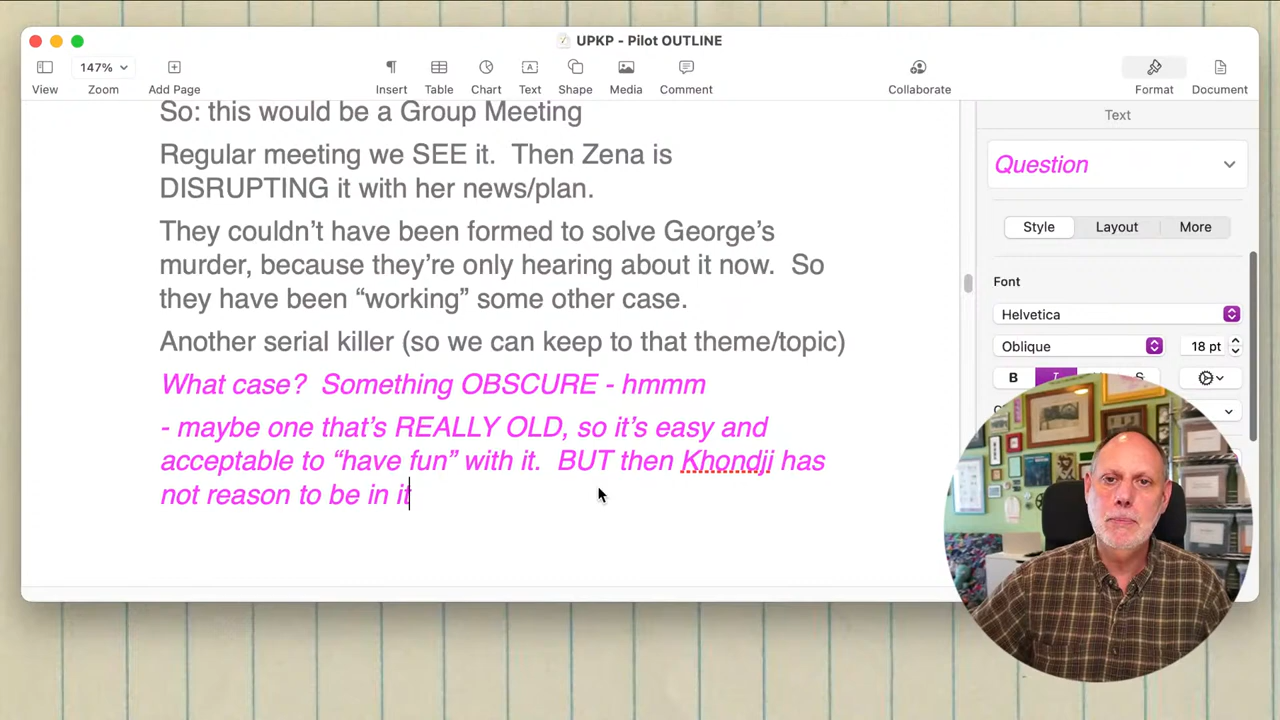 UPKP - Pilot OUTLINE
147%
View
Zoom
Add Page
Insert
Table
Chart
Text
Shape
Media
Comment
Collaborate
Format
Document
So: this would be a Group Meeting
Regular meeting we SEE it. Then Zena is
DISRUPTING it with her news/plan.
They couldn’t have been formed to solve George’s
murder, because they’re only hearing about it now. So
they have been “working” some other case.
Another serial killer (so we can keep to that theme/topic)
What case? Something OBSCURE - hmmm
- maybe one that’s REALLY OLD, so it’s easy and
acceptable to “have fun” with it. BUT then Khondji has
not reason to be in it
Text
Question
Style
Layout
More
Font
Helvetica
Oblique
18 pt
B
I
S